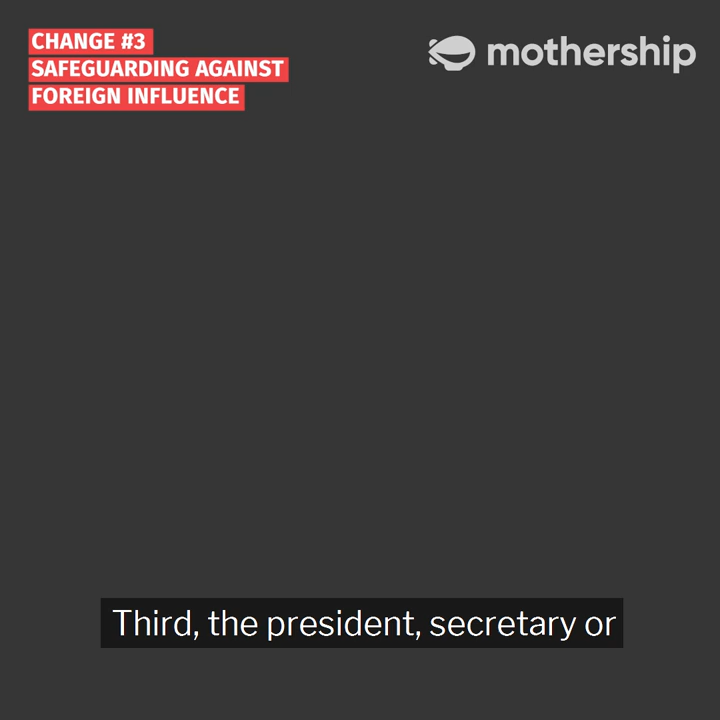 CHANGE #3
SAFEGUARDING AGAINST
FOREIGN INFLUENCE
mothership
Third, the president, secretary or